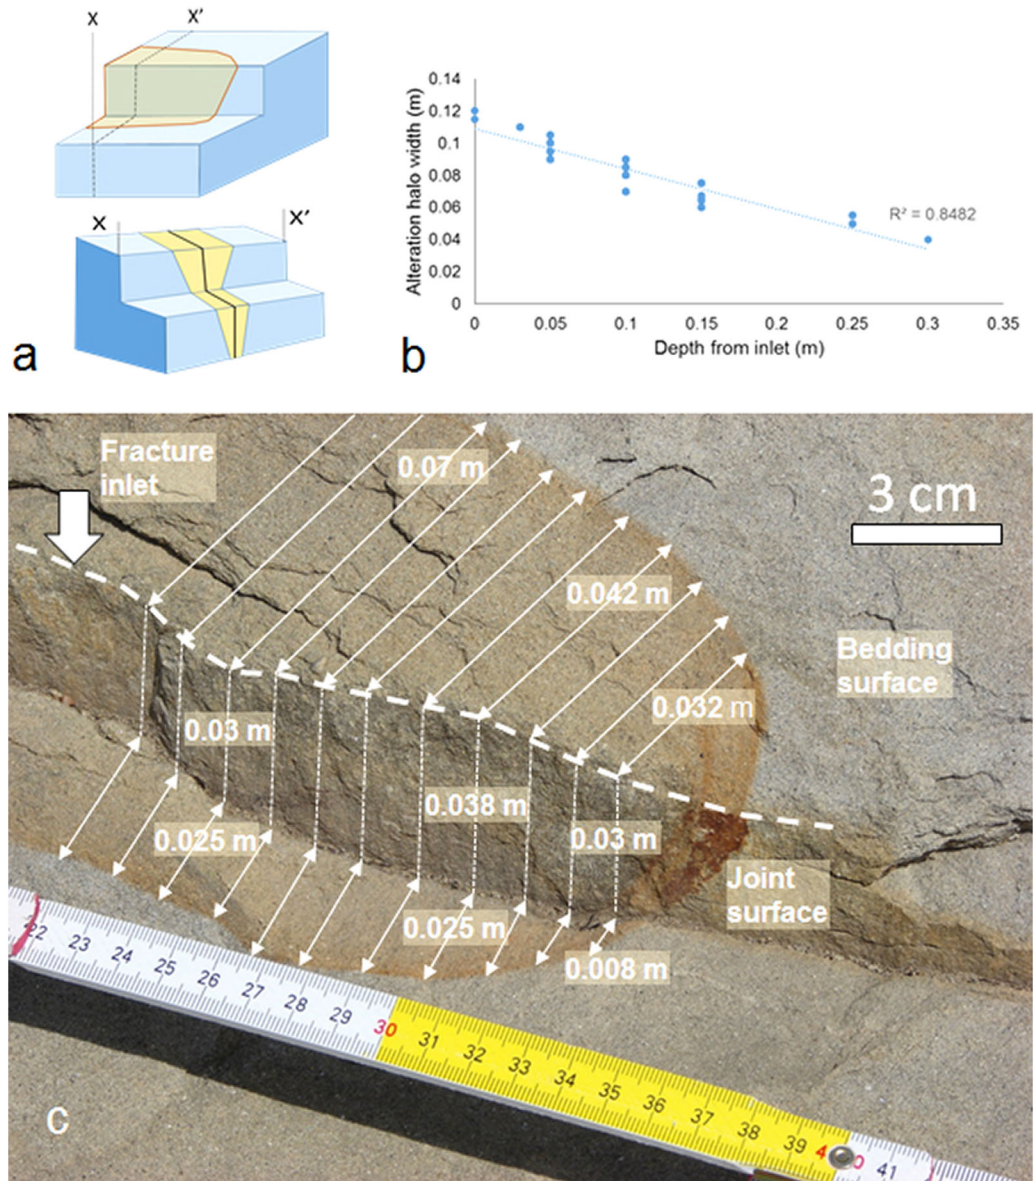 X
X'
X
X'
a
Alteration halo width (m)
0.14
0.12
0.1
0.08
0.06
0.04
0.02
0
R² = 0.8482
0
0.05
0.1
0.15
0.2
0.25
0.3
0.35
Depth from inlet (m)
b
Fracture
inlet
0.07 m
3 cm
0.042 m
Bedding
surface
0.032 m
0.03 m
0.038 m
0.03 m
0.025 m
Joint
surface
0.025 m
0.008 m
22 23 24 25 26 27 28 29 30 31 32 33 34 35 36 37 38 39 4 0 41
c